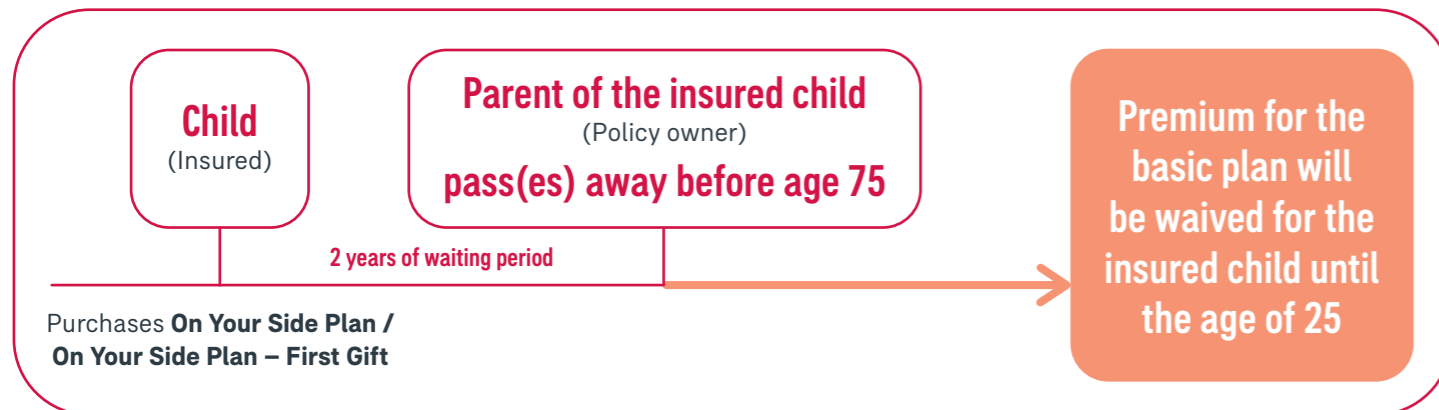 Child
(Insured)
Parent of the insured child
(Policy owner)
pass(es) away before age 75
2 years of waiting period
Purchases On Your Side Plan /
On Your Side Plan – First Gift
Premium for the
basic plan will
be waived for the
insured child until
the age of 25